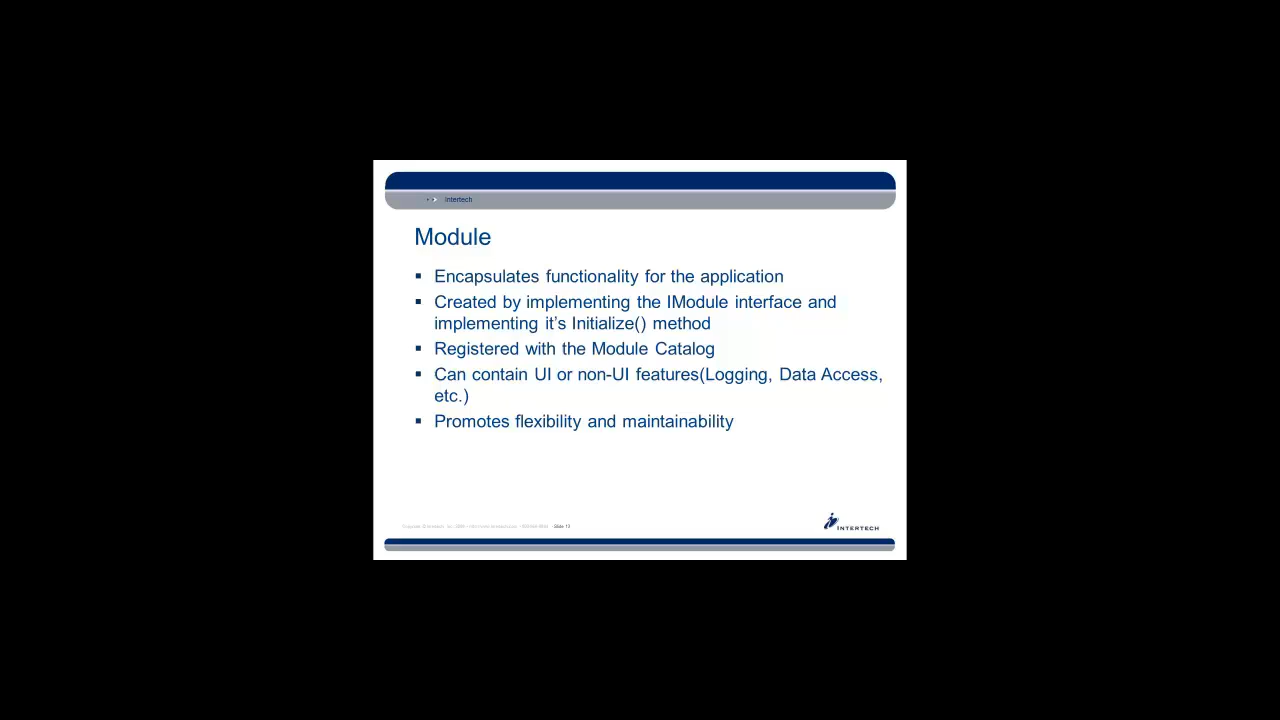 Intertech
Module
▪ Encapsulates functionality for the application
▪ Created by implementing the IModule interface and
implementing it’s Initialize() method
▪ Registered with the Module Catalog
▪ Can contain UI or non-UI features(Logging, Data Access,
etc.)
▪ Promotes flexibility and maintainability
Slide 13
INTERTECH